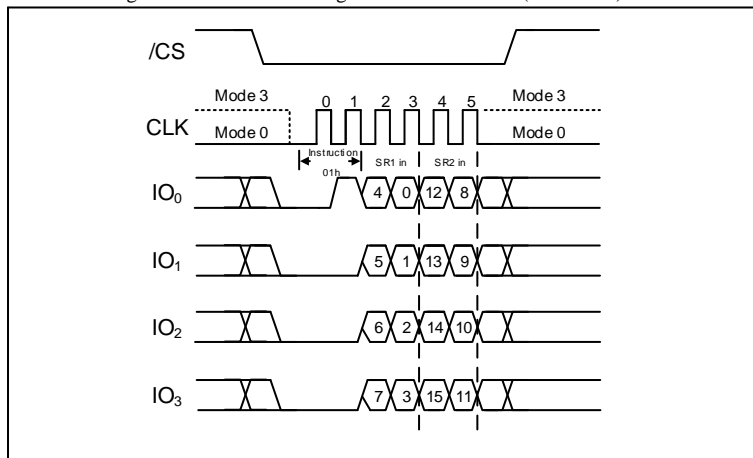 /CS
Mode 3 0 1 2 3 4 5 Mode 3
CLK Mode 0 Mode 0
Instruction SR1 in SR2 in
01h
IO0 4 0 12 8
IO1 5 1 13 9
IO2 6 2 14 10
IO3 7 3 15 11